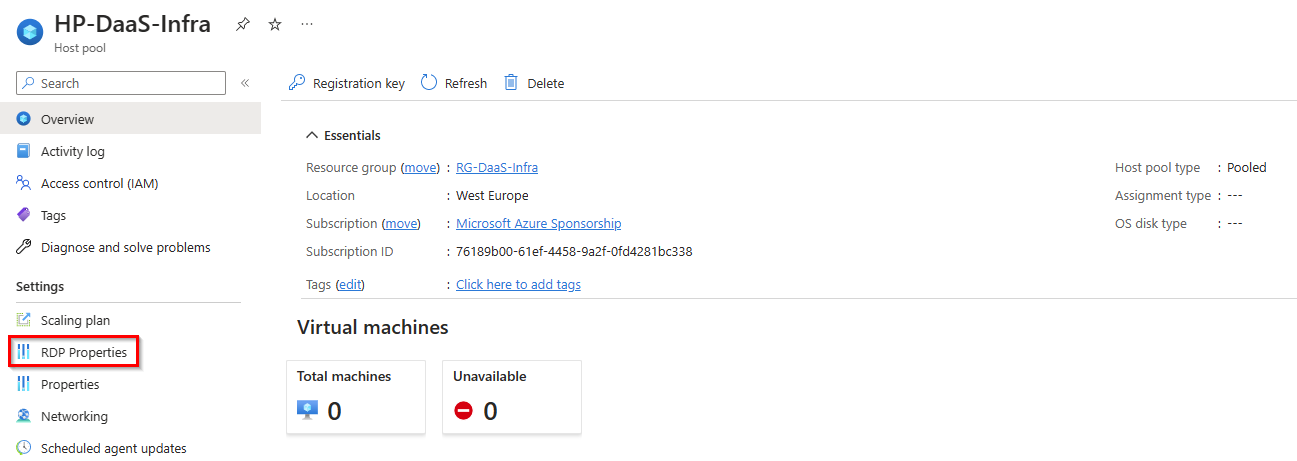 HP-DaaS-Infra
Host pool
Search
Overview
Activity log
Access control (IAM)
Tags
Diagnose and solve problems
Settings
Scaling plan
RDP Properties
Properties
Networking
Scheduled agent updates
Registration key Refresh Delete
Essentials
Resource group (move) : RG-DaaS-Infra
Location : West Europe
Subscription (move) : Microsoft Azure Sponsorship
Subscription ID : 76189b00-61ef-4458-9a2f-0fd4281bc338
Tags (edit) : Click here to add tags
Host pool type : Pooled
Assignment type : ---
OS disk type : ---
Virtual machines
Total machines
0
Unavailable
0